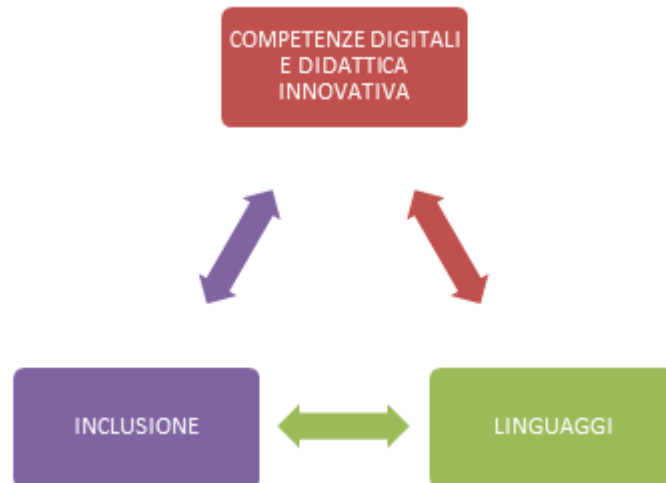 COMPETENZE DIGITALI
E DIDATTICA
INNOVATIVA
INCLUSIONE
LINGUAGGI